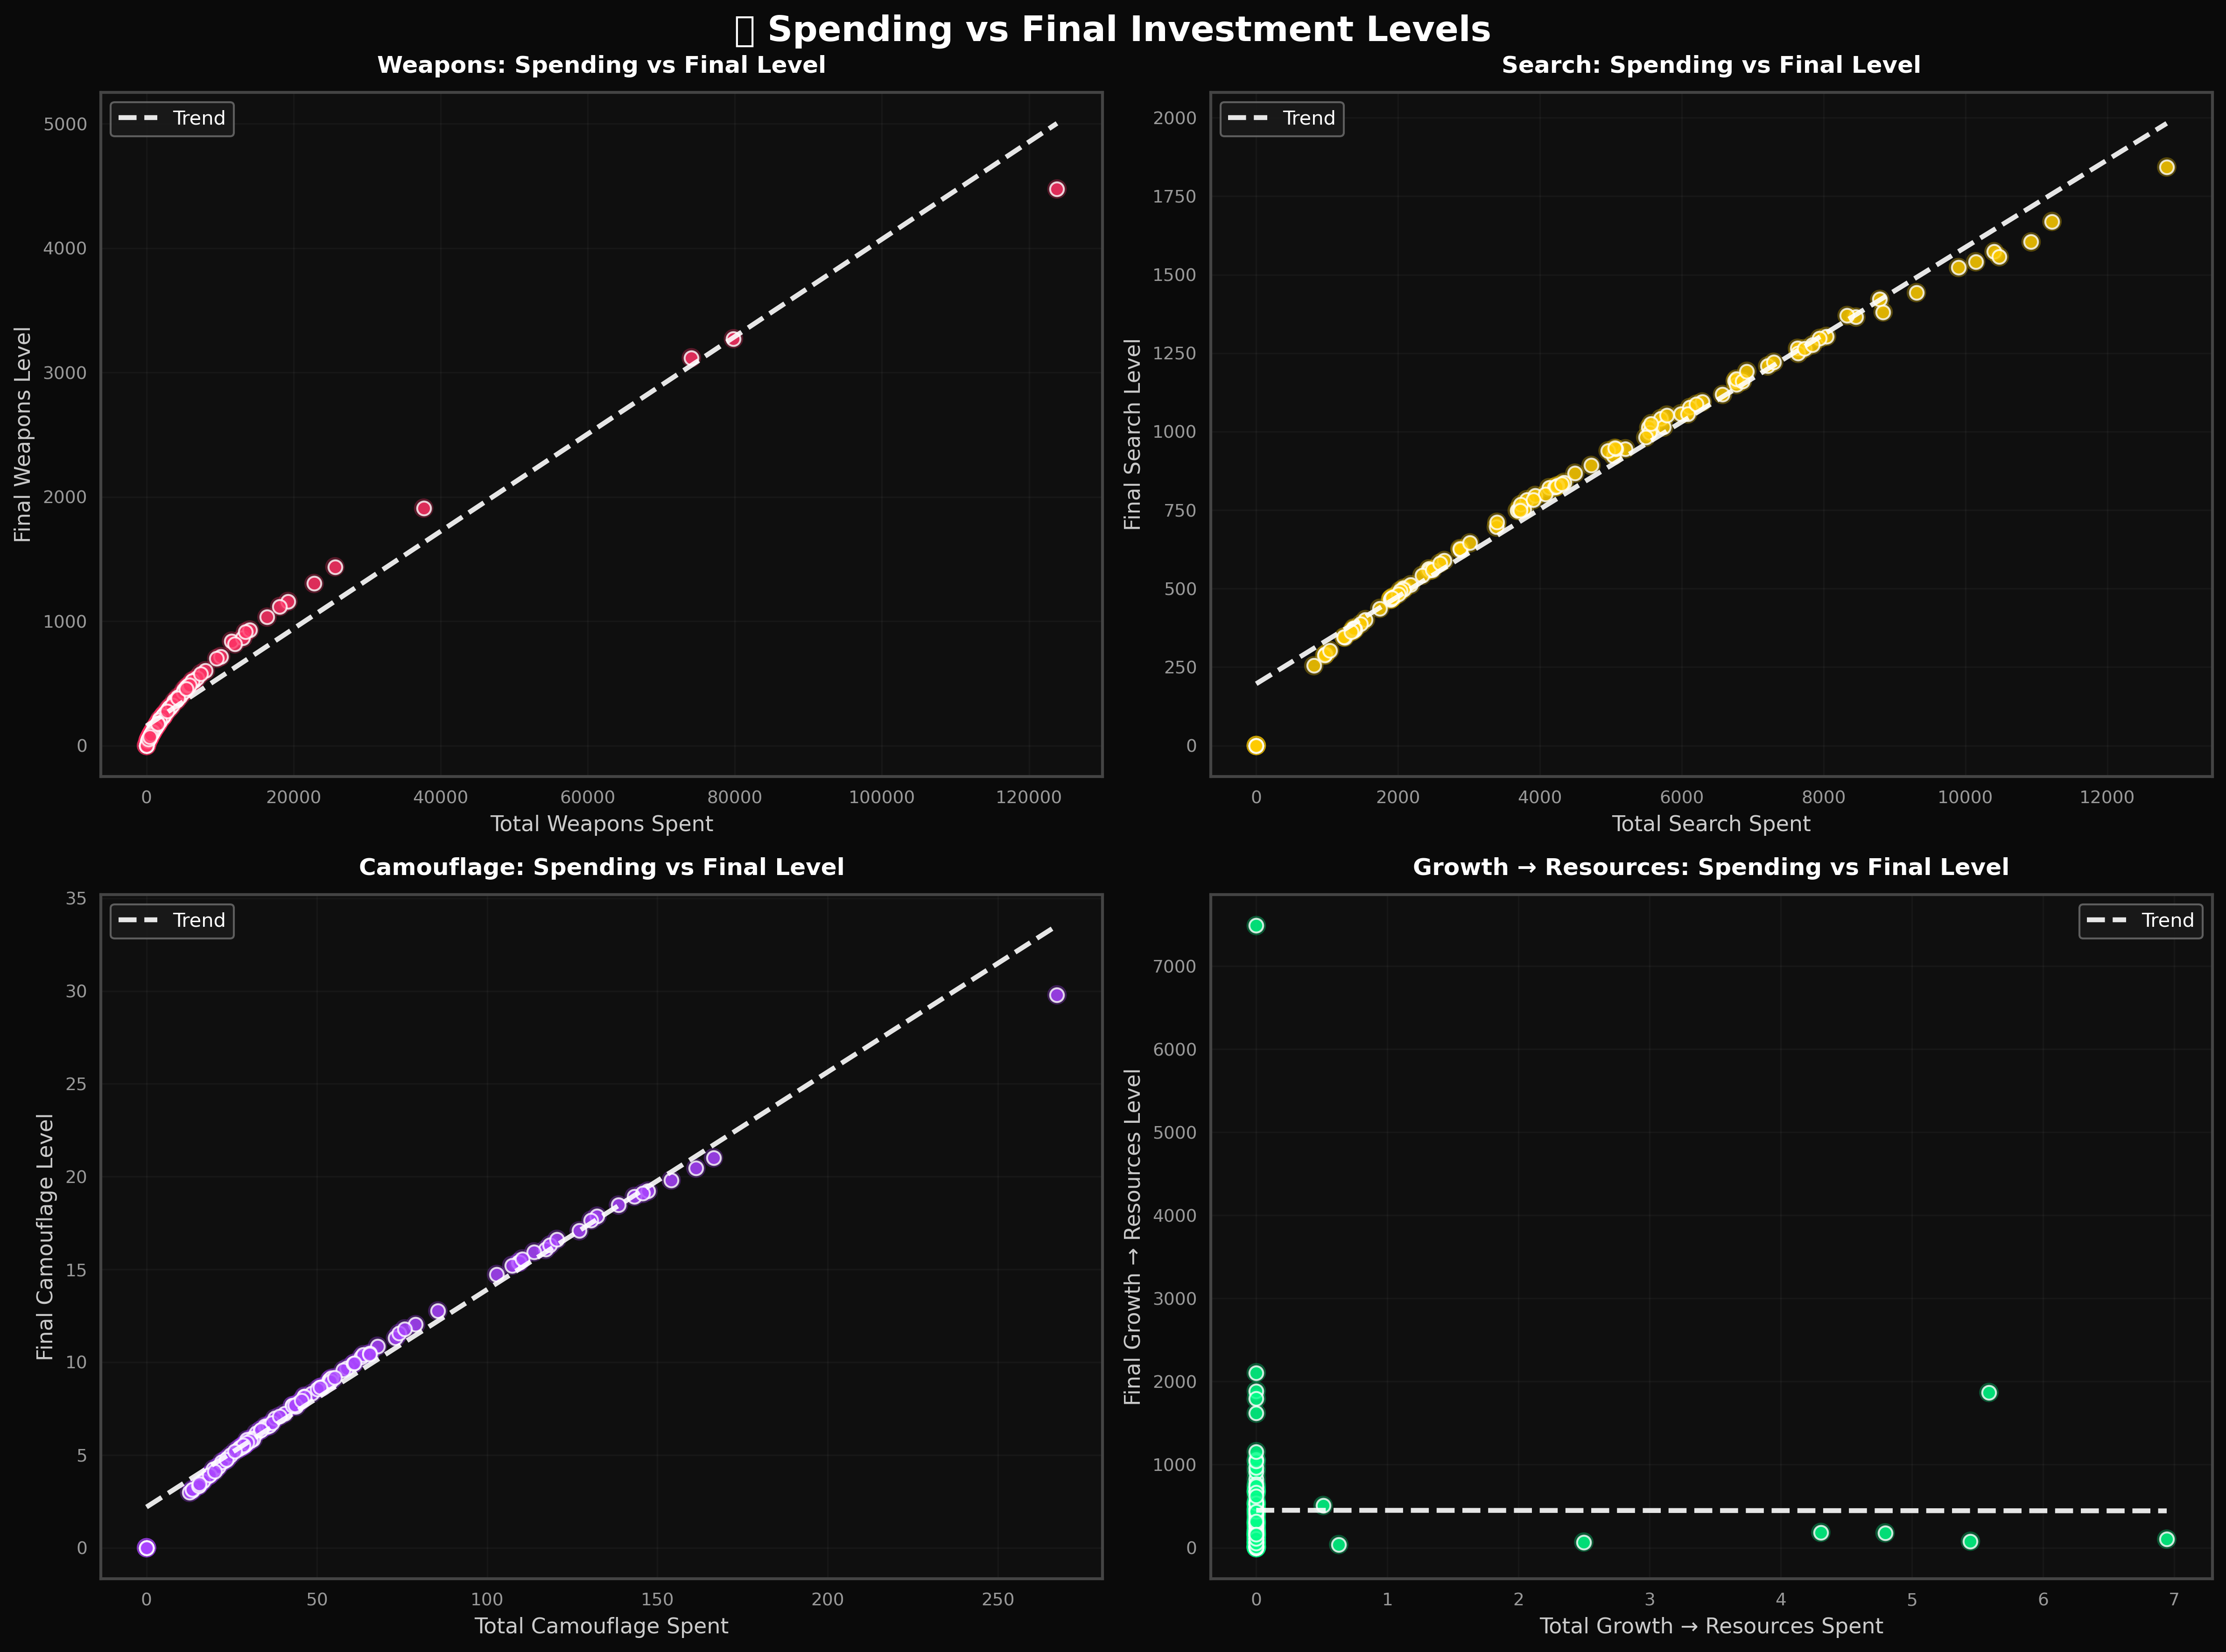 Spending vs Final Investment Levels
Weapons: Spending vs Final Level
Trend
Final Weapons Level
5000
4000
3000
2000
1000
0
0 20000 40000 60000 80000 100000 120000
Total Weapons Spent
Search: Spending vs Final Level
Trend
Final Search Level
2000
1750
1500
1250
1000
750
500
250
0
0 2000 4000 6000 8000 10000 12000
Total Search Spent
Camouflage: Spending vs Final Level
Trend
Final Camouflage Level
35
30
25
20
15
10
5
0
0 50 100 150 200 250
Total Camouflage Spent
Growth → Resources: Spending vs Final Level
Trend
Final Growth → Resources Level
7000
6000
5000
4000
3000
2000
1000
0
0 1 2 3 4 5 6 7
Total Growth → Resources Spent